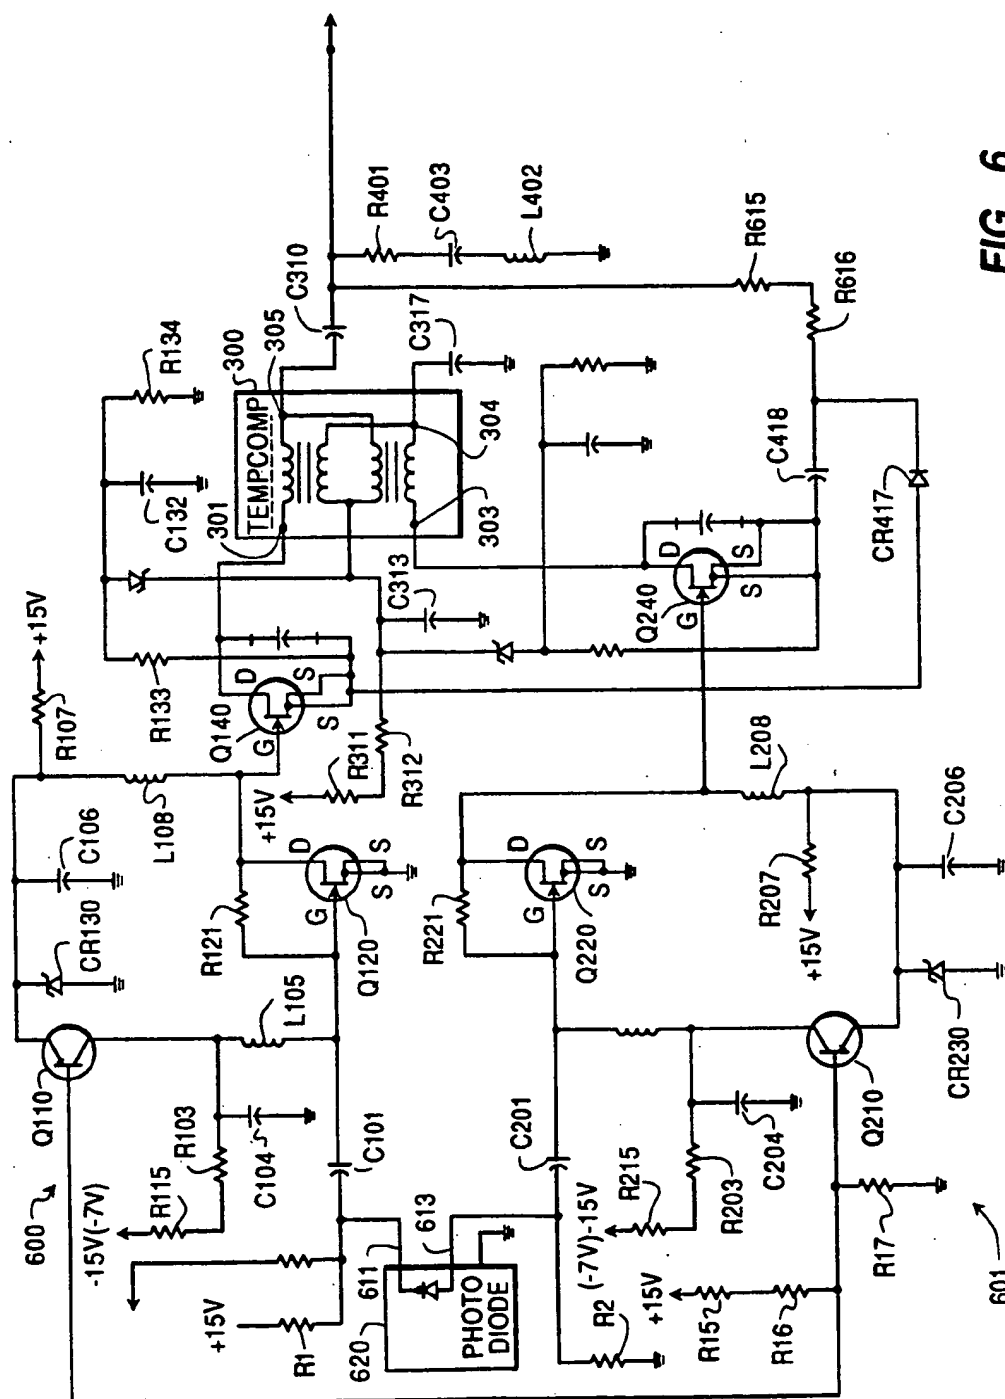 600
Q110
CR130
C106
R107
+15V
-15V(-7V)
R115
R103
C104
L105
R121
L108
Q140
R133
C132
R134
G
D
S
S
+15V
R1
C101
G
D
S
S
Q120
+15V
R311
R312
C313
301
TEMPCOMP
300
305
C310
303
304
C317
R401
C403
L402
611
613
620
PHOTO
DIODE
R2
C201
(-7V)-15V
R215
R203
C204
R221
G
D
S
S
Q220
Q240
G
D
S
S
C418
R615
R616
CR417
+15V
R15
R16
R17
Q210
CR230
+15V
R207
L208
C206
601
FIG 6